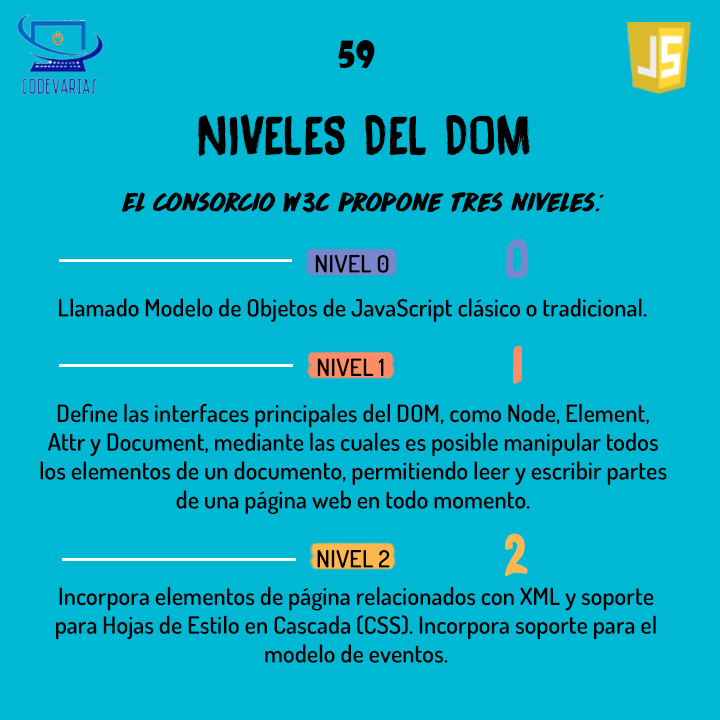 CODEVARIAS
59
JS
NIVELES DEL DOM
EL CONSORCIO W3C PROPONE TRES NIVELES:
NIVEL 0
0
Llamado Modelo de Objetos de JavaScript clásico o tradicional.
NIVEL 1
1
Define las interfaces principales del DOM, como Node, Element,
Attr y Document, mediante las cuales es posible manipular todos
los elementos de un documento, permitiendo leer y escribir partes
de una página web en todo momento.
NIVEL 2
2
Incorpora elementos de página relacionados con XML y soporte
para Hojas de Estilo en Cascada (CSS). Incorpora soporte para el
modelo de eventos.